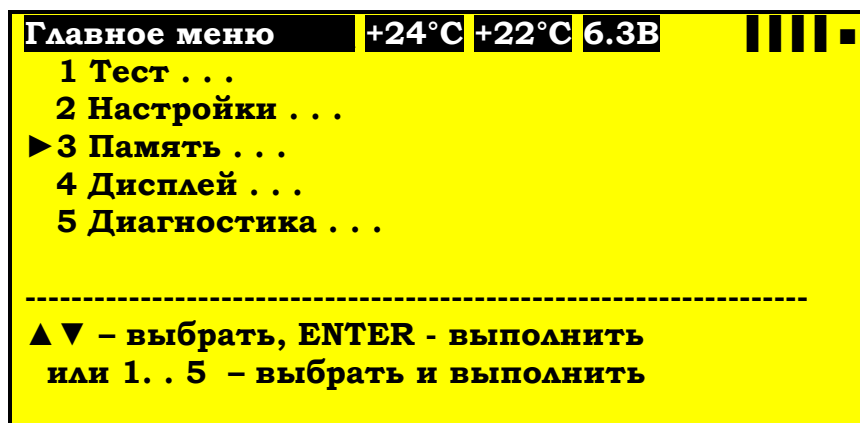 Главное меню +24°C +22°C 6.3В
1 Тест . . .
2 Настройки . . .
►3 Память . . .
4 Дисплей . . .
5 Диагностика . . .
--------------------------------------------------------------------
▲▼ – выбрать, ENTER - выполнить
или 1. . 5 – выбрать и выполнить